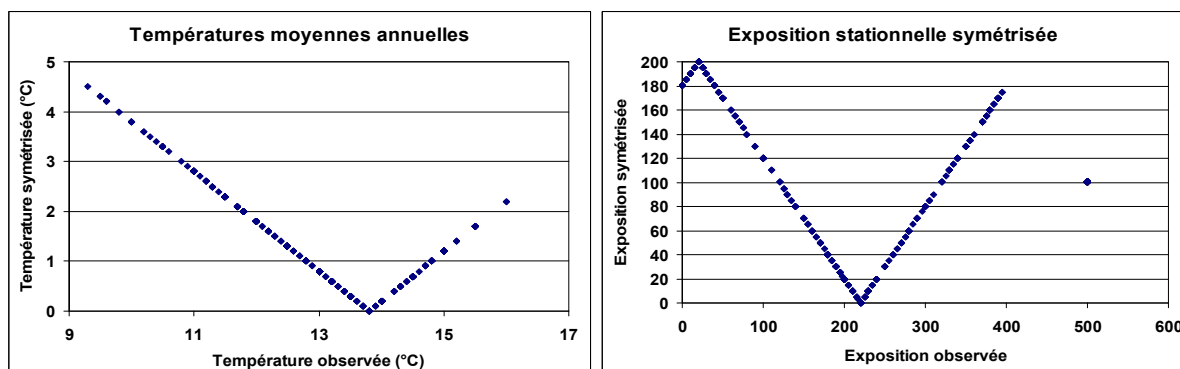 Températures moyennes annuelles
Température symétrisée (°C)
5
4
3
2
1
0
9 11 13 15 17
Température observée (°C)
Exposition stationnelle symétrisée
Exposition symétrisée
200
180
160
140
120
100
80
60
40
20
0
0 100 200 300 400 500 600
Exposition observée